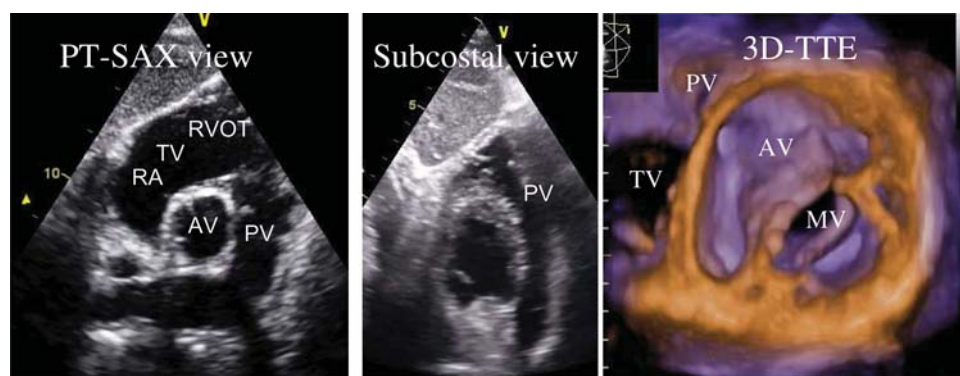 V
PT-SAX view
RVOT
TV
10
RA
AV
PV
V
Subcostal view
5
PV
3D-TTE
PV
AV
TV
MV